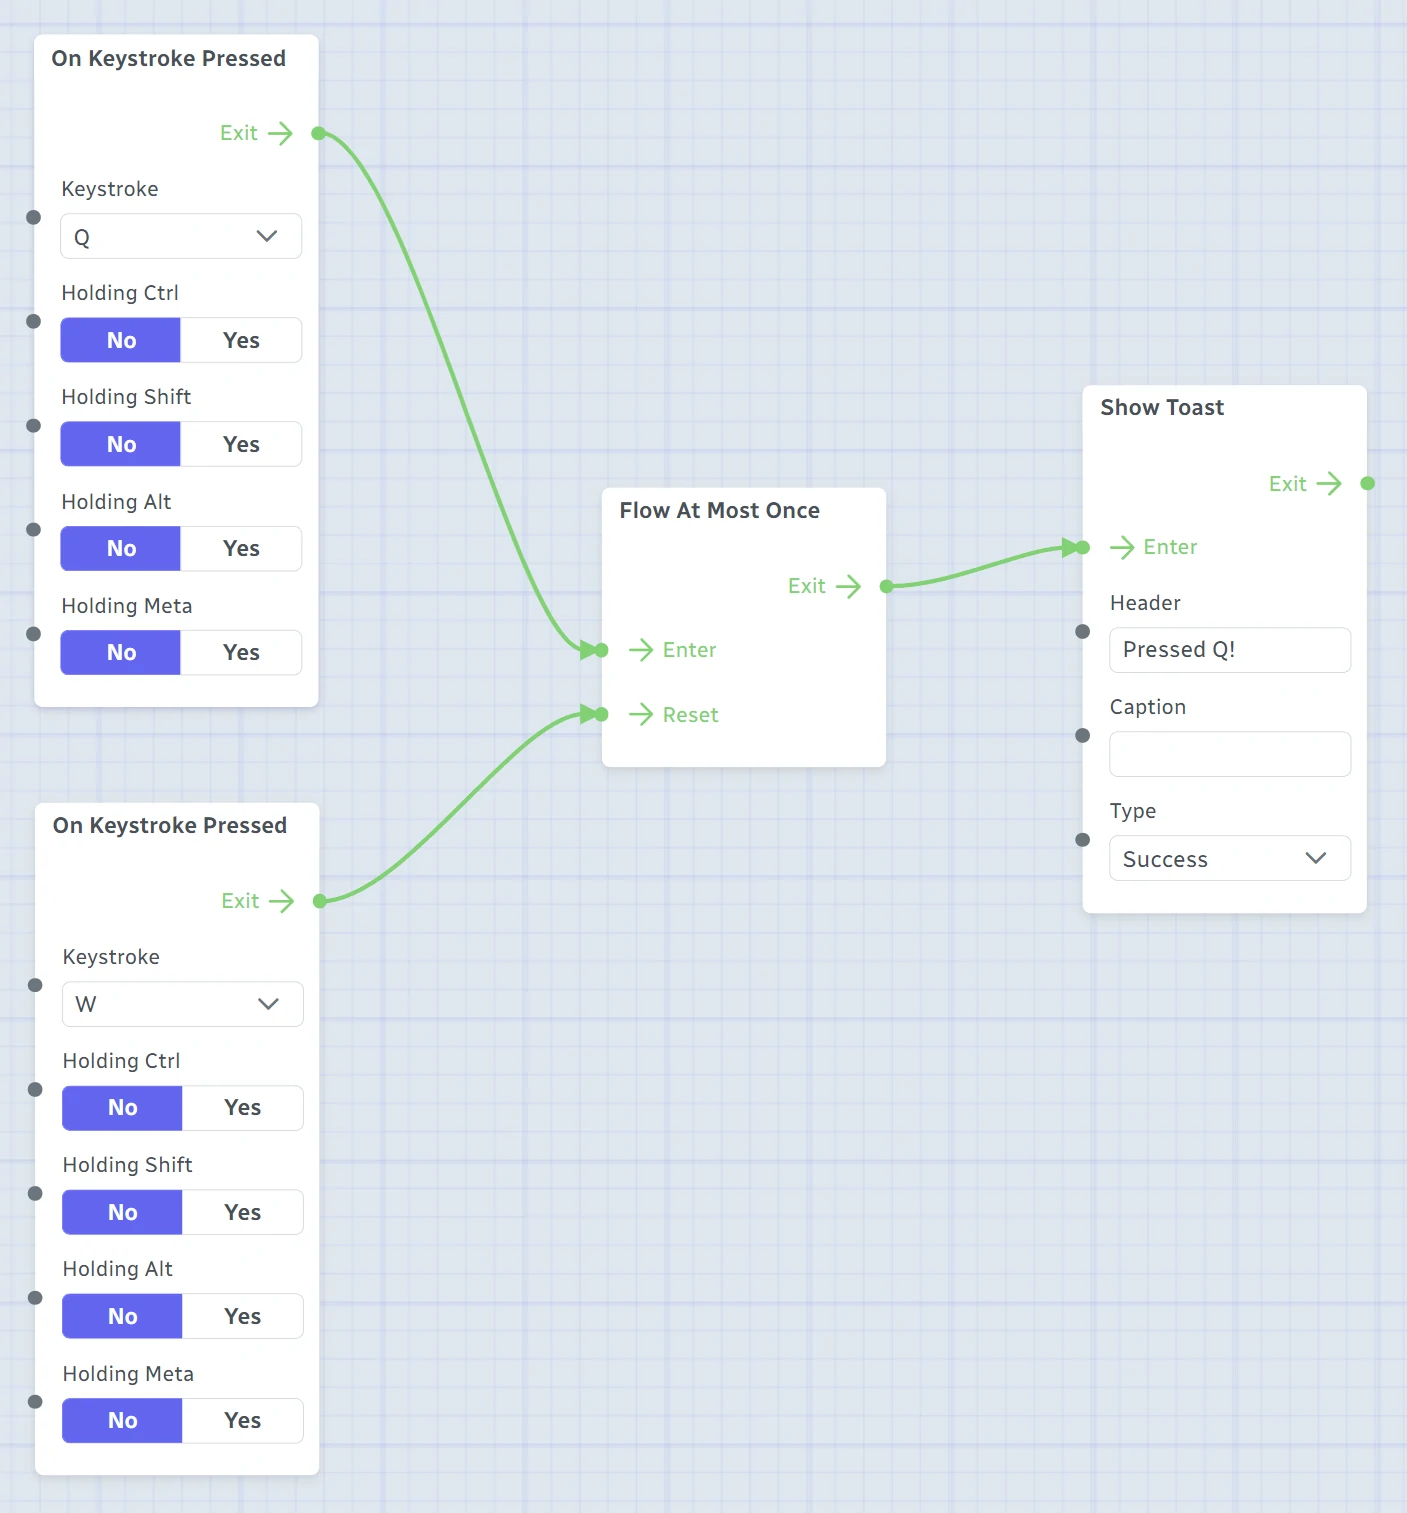 On Keystroke Pressed
Exit
Keystroke
Q
Holding Ctrl
No Yes
Holding Shift
No Yes
Holding Alt
No Yes
Holding Meta
No Yes
On Keystroke Pressed
Exit
Keystroke
W
Holding Ctrl
No Yes
Holding Shift
No Yes
Holding Alt
No Yes
Holding Meta
No Yes
Flow At Most Once
Exit
Enter
Reset
Show Toast
Exit
Enter
Header
Pressed Q!
Caption
Type
Success